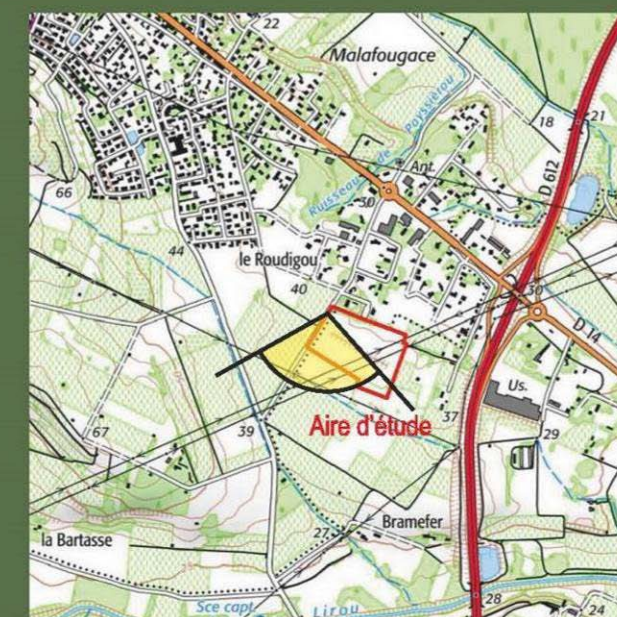 22
Malafougace
18
21
Ruisseau de Poyssiérou
Ant.
D 612
66
30
44
le Roudigou
40
30
D 14
Us.
Aire d'étude
37
67
39
29
27
Bramefer
la Bartasse
Sce capt.
Lirou
28
24